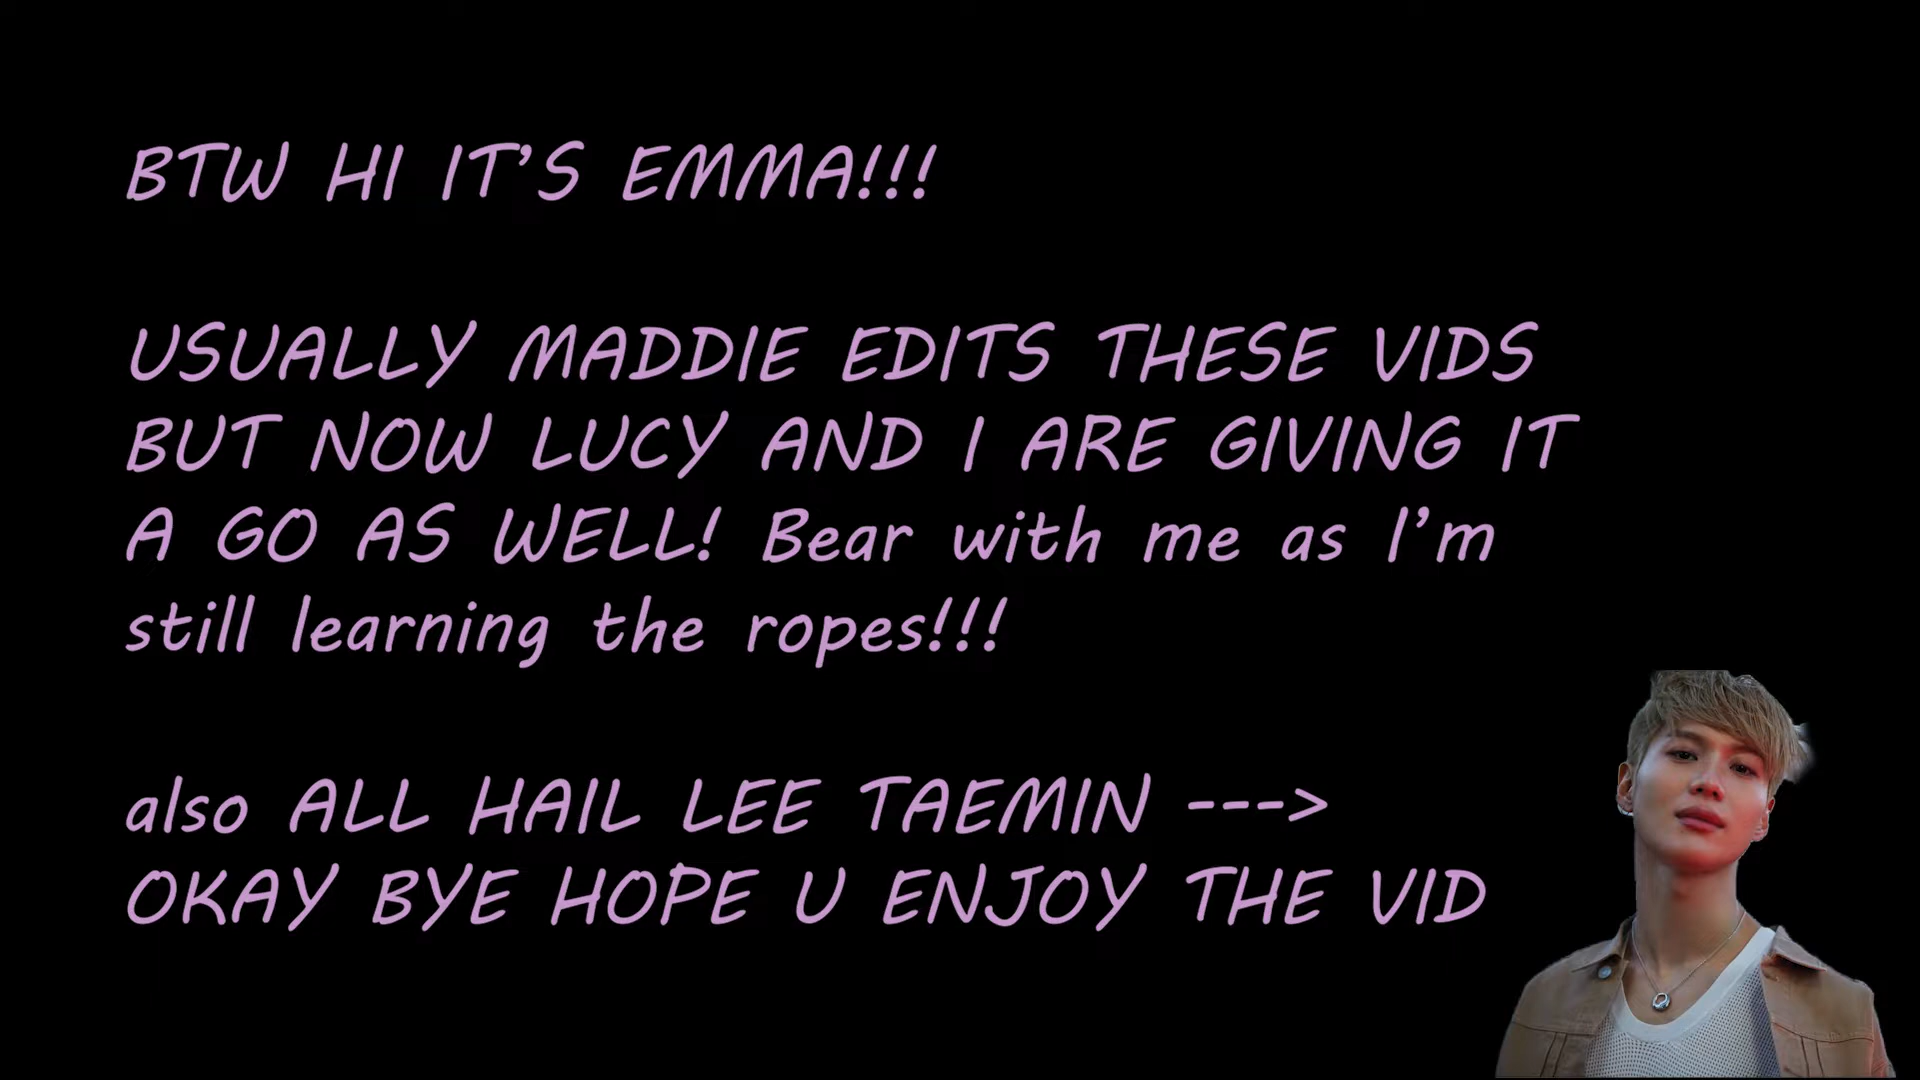 BTW HI IT’S EMMA!!!
USUALLY MADDIE EDITS THESE VIDS
BUT NOW LUCY AND I ARE GIVING IT
A GO AS WELL! Bear with me as I’m
still learning the ropes!!!
also ALL HAIL LEE TAEMIN --->
OKAY BYE HOPE U ENJOY THE VID